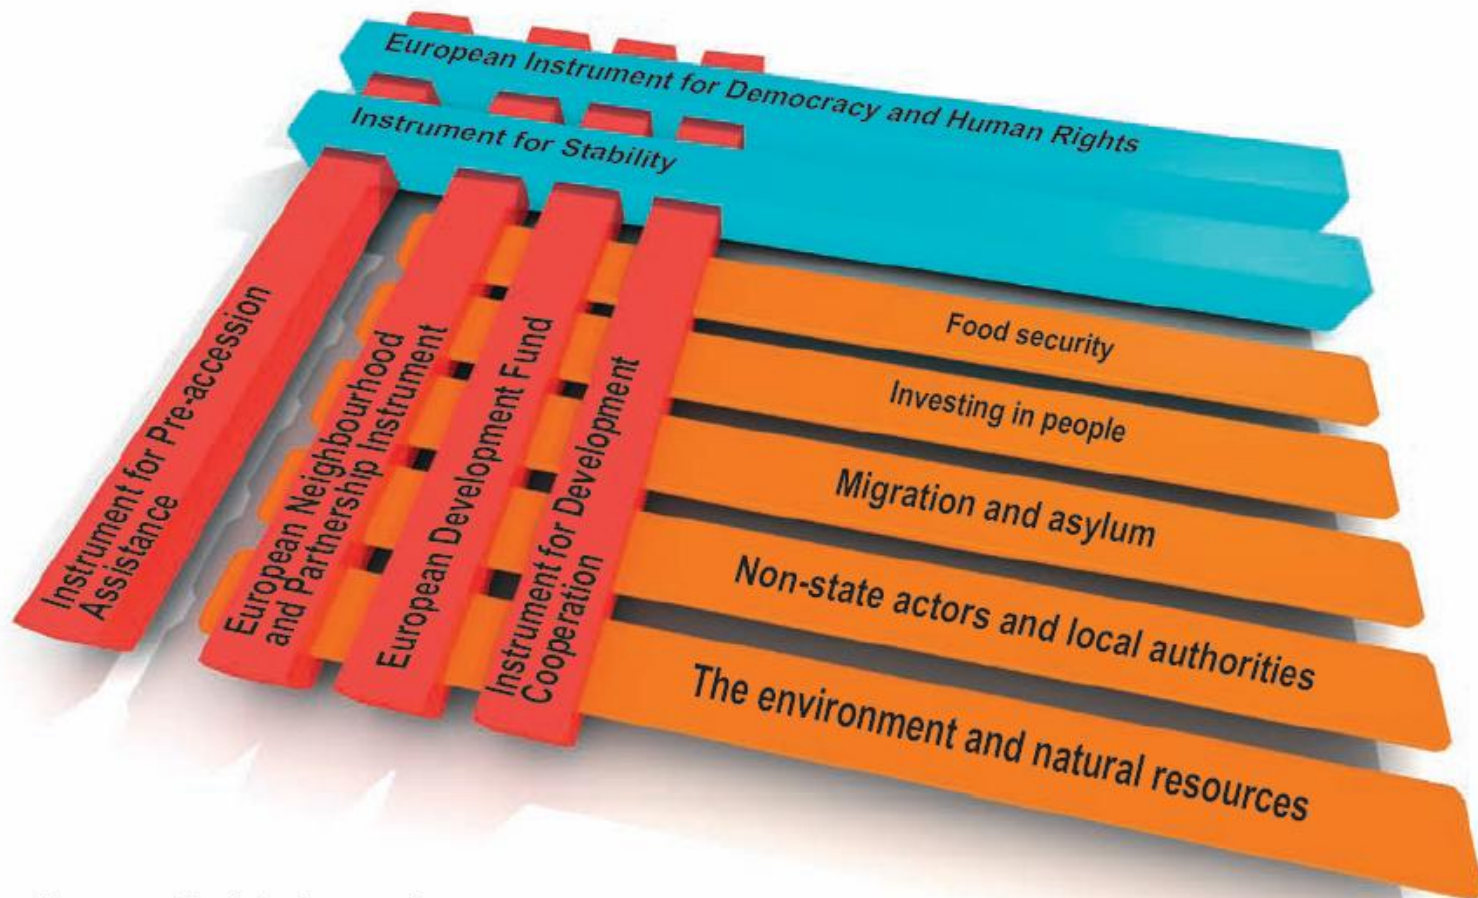 European Instrument for Democracy and Human Rights
Instrument for Stability
Instrument for Pre-accession
Assistance
European Neighbourhood
and Partnership Instrument
European Development Fund
Instrument for Development
Cooperation
Food security
Investing in people
Migration and asylum
Non-state actors and local authorities
The environment and natural resources